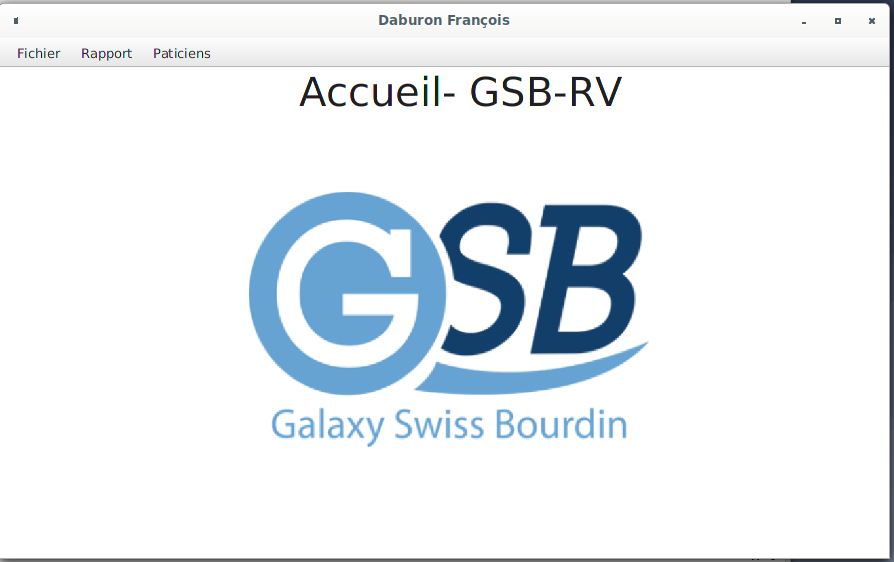 Daburon François
Fichier Rapport Paticiens
Accueil- GSB-RV
GSB
Galaxy Swiss Bourdin